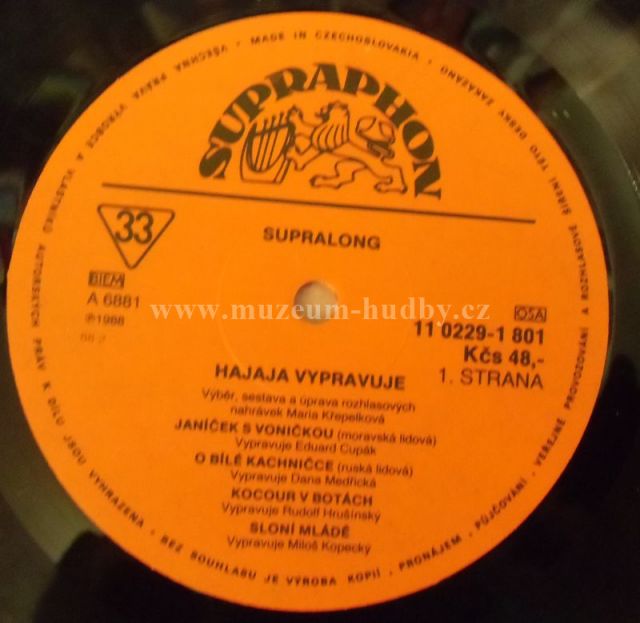 SUPRAPHON
33
SUPRALONG
BIEM
A 6881
℗1988
OSA
11 0229-1 801
Kčs 48,-
1. STRANA
HAJAJA VYPRAVUJE
Výběr, sestava a úprava rozhlasových
nahrávek Maria Křepelková
JANÍČEK S VONIČKOU (moravská lidová)
Vypravuje Eduard Cupák
O BÍLÉ KACHNIČCE (ruská lidová)
Vypravuje Dana Medřická
KOCOUR V BOTÁCH
Vypravuje Rudolf Hrušínský
SLONÍ MLÁDĚ
Vypravuje Miloš Kopecký
MADE IN CZECHOSLOVAKIA • VŠECHNA PRÁVA VÝROBCE A VLASTNÍKŮ AUTORSKÝCH PRÁV K DÍLU JSOU VYHRAZENA • BEZ SOUHLASU JE VÝROBA KOPIÍ • PRONÁJEM • PŮJČOVÁNÍ • VEŘEJNÉ PROVOZOVÁNÍ A ROZHLASOVÉ ŠÍŘENÍ TÉTO DESKY ZAKÁZÁNO
www.muzeum-hudby.cz